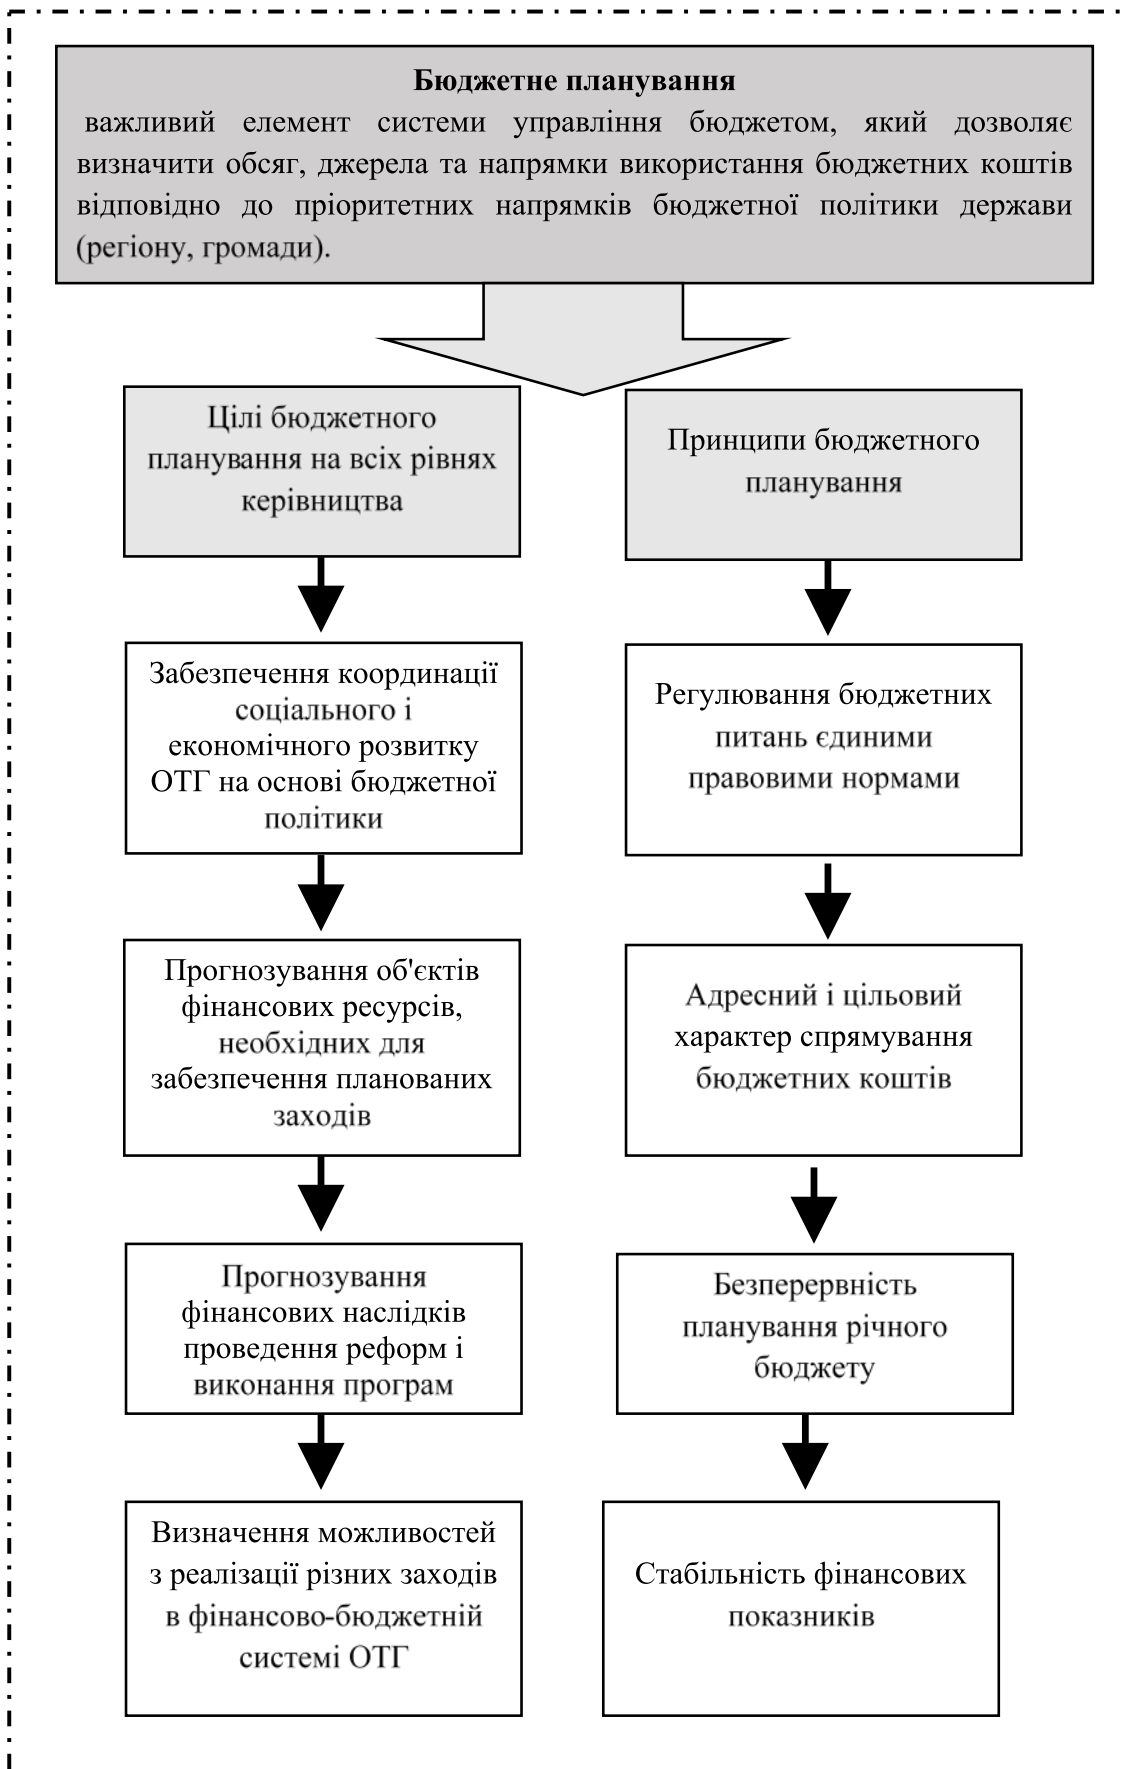 Бюджетне планування
важливий елемент системи управління бюджетом, який дозволяє
визначити обсяг, джерела та напрямки використання бюджетних коштів
відповідно до пріоритетних напрямків бюджетної політики держави
(регіону, громади).
Цілі бюджетного
планування на всіх рівнях
керівництва
Забезпечення координації
соціального і
економічного розвитку
ОТГ на основі бюджетної
політики
Прогнозування об'єктів
фінансових ресурсів,
необхідних для
забезпечення планованих
заходів
Прогнозування
фінансових наслідків
проведення реформ і
виконання програм
Визначення можливостей
з реалізації різних заходів
в фінансово-бюджетній
системі ОТГ
Принципи бюджетного
планування
Регулювання бюджетних
питань єдиними
правовими нормами
Адресний і цільовий
характер спрямування
бюджетних коштів
Безперервність
планування річного
бюджету
Стабільність фінансових
показників